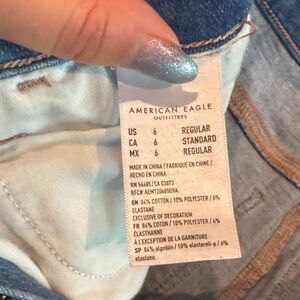 AMERICAN EAGLE
OUTFITTERS
US 6 REGULAR
CA 6 STANDARD
MX 6 REGULAR
MADE IN CHINA / FABRIQUÉ EN CHINE /
HECHO EN CHINA
RN 54485 / CA 03873
EN: 84% COTTON / 10% POLYESTER / 6%
ELASTANE
EXCLUSIVE OF DECORATION
FR: 84% COTON / 10% POLYESTER / 6%
ÉLASTHANNE
À L'EXCEPTION DE LA GARNITURE
SP: 84% algodón / 10%
elastano